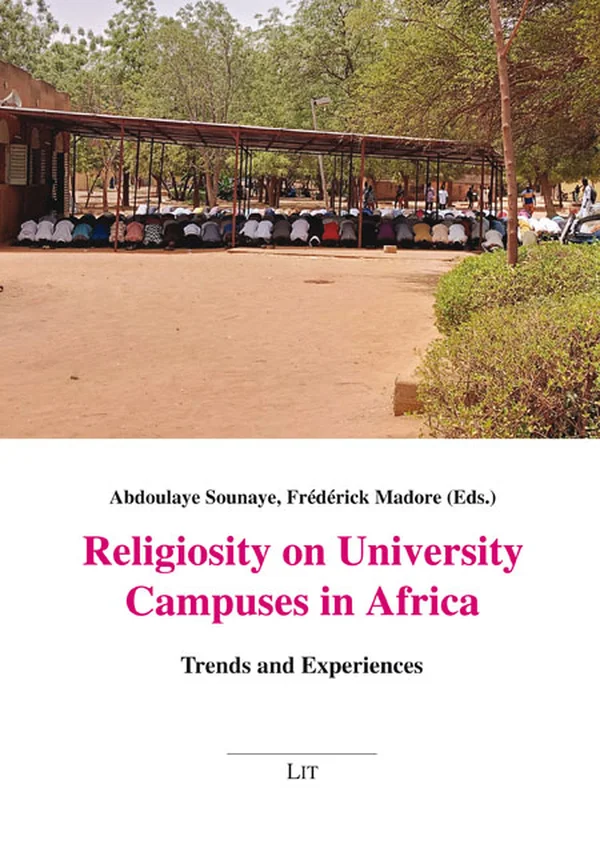 Abdoulaye Sounaye, Frédérick Madore (Eds.)
Religiosity on University
Campuses in Africa
Trends and Experiences
LIT